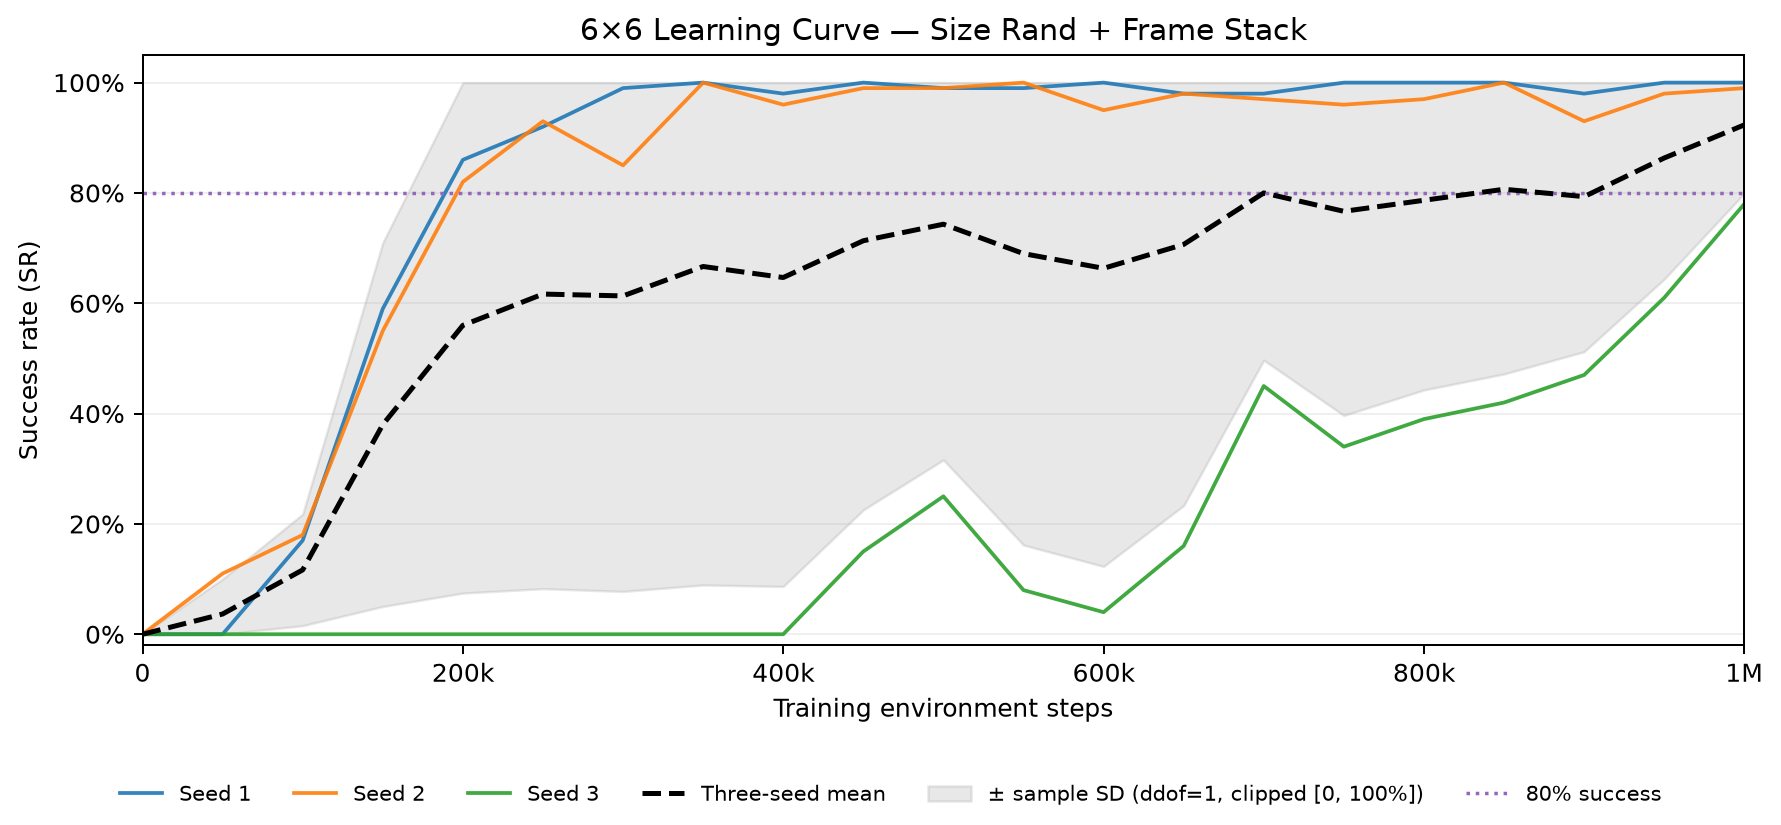 6×6 Learning Curve — Size Rand + Frame Stack
Success rate (SR)
100%
80%
60%
40%
20%
0%
0 200k 400k 600k 800k 1M
Training environment steps
Seed 1 Seed 2 Seed 3 Three-seed mean ± sample SD (ddof=1, clipped [0, 100%]) 80% success